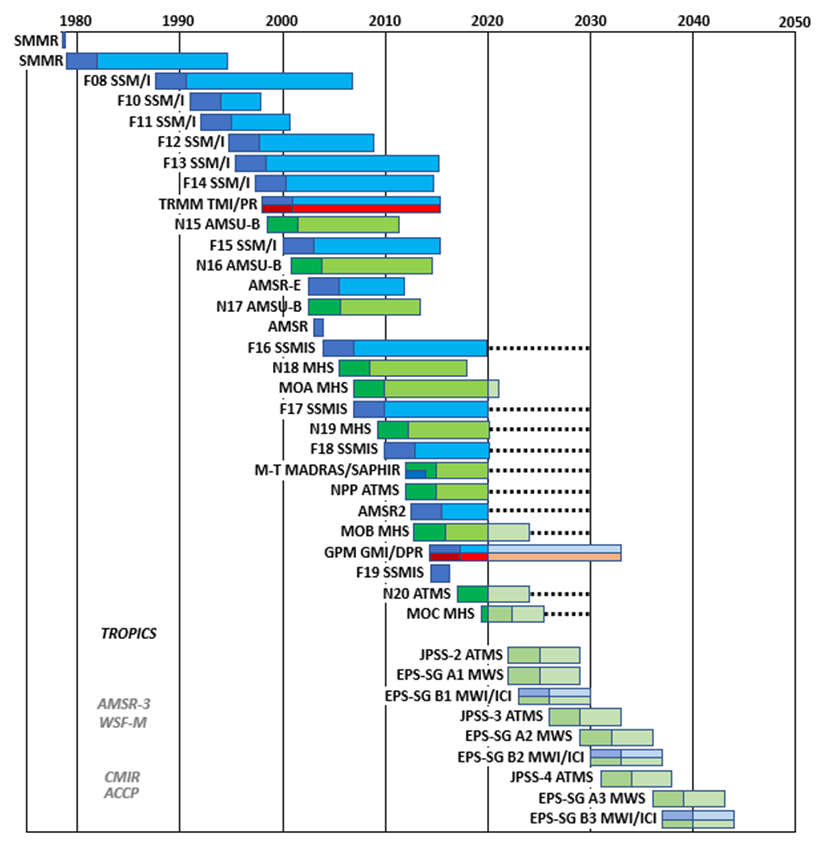 1980 1990 2000 2010 2020 2030 2040 2050
SMMR
SMMR
F08 SSM/I
F10 SSM/I
F11 SSM/I
F12 SSM/I
F13 SSM/I
F14 SSM/I
TRMM TMI/PR
N15 AMSU-B
F15 SSM/I
N16 AMSU-B
AMSR-E
N17 AMSU-B
AMSR
F16 SSMIS
N18 MHS
MOA MHS
F17 SSMIS
N19 MHS
F18 SSMIS
M-T MADRAS/SAPHIR
NPP ATMS
AMSR2
MOB MHS
GPM GMI/DPR
F19 SSMIS
N20 ATMS
MOC MHS
TROPICS
JPSS-2 ATMS
EPS-SG A1 MWS
EPS-SG B1 MWI/ICI
AMSR-3
JPSS-3 ATMS
WSF-M
EPS-SG A2 MWS
EPS-SG B2 MWI/ICI
CMIR
JPSS-4 ATMS
ACCP
EPS-SG A3 MWS
EPS-SG B3 MWI/ICI